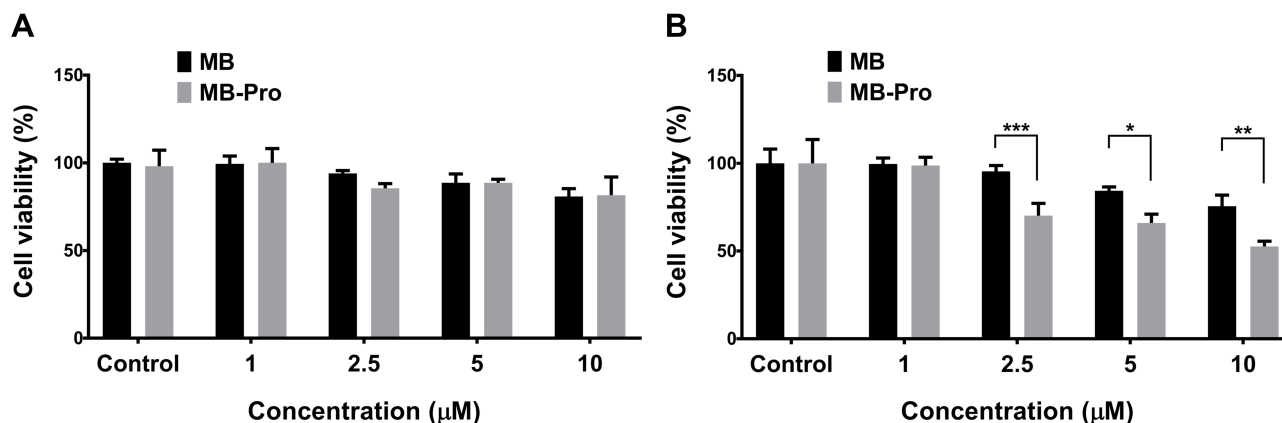 A
MB
MB-Pro
Cell viability (%)
150
100
50
0
Control 1 2.5 5 10
Concentration (μM)
B
MB
MB-Pro
Cell viability (%)
150
100
50
0
*** * **
Control 1 2.5 5 10
Concentration (μM)